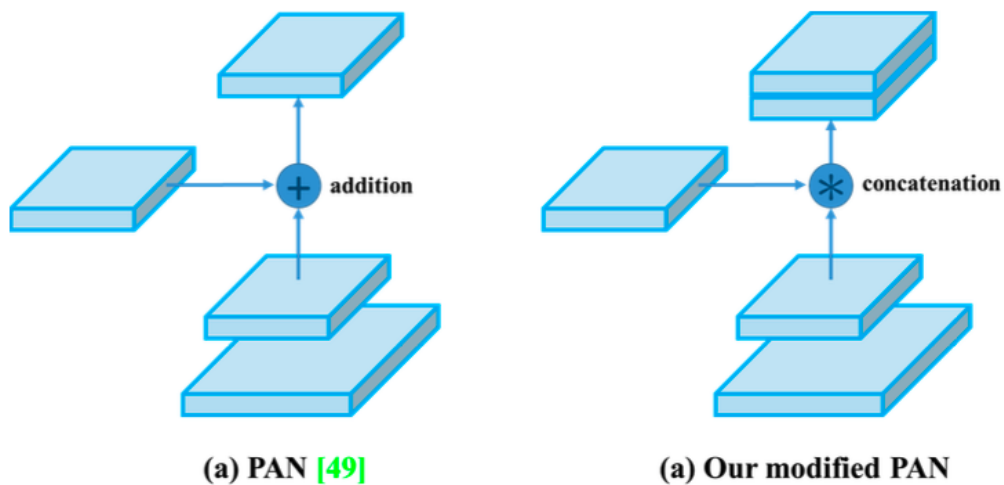 + addition
* concatenation
(a) PAN [49]
(a) Our modified PAN